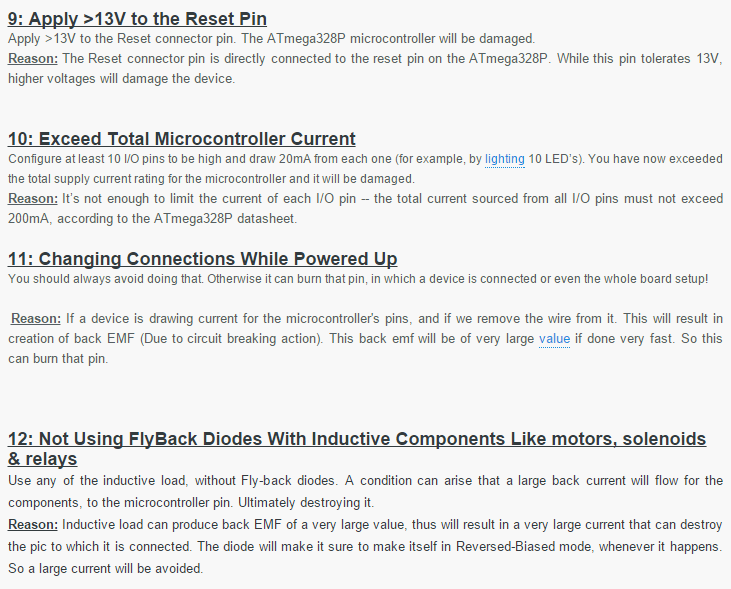 9: Apply >13V to the Reset Pin
Apply >13V to the Reset connector pin. The ATmega328P microcontroller will be damaged.
Reason: The Reset connector pin is directly connected to the reset pin on the ATmega328P. While this pin tolerates 13V,
higher voltages will damage the device.
10: Exceed Total Microcontroller Current
Configure at least 10 I/O pins to be high and draw 20mA from each one (for example, by lighting 10 LED's). You have now exceeded
the total supply current rating for the microcontroller and it will be damaged.
Reason: It's not enough to limit the current of each I/O pin -- the total current sourced from all I/O pins must not exceed
200mA, according to the ATmega328P datasheet.
11: Changing Connections While Powered Up
You should always avoid doing that. Otherwise it can burn that pin, in which a device is connected or even the whole board setup!
Reason: If a device is drawing current for the microcontroller's pins, and if we remove the wire from it. This will result in
creation of back EMF (Due to circuit breaking action). This back emf will be of very large value if done very fast. So this
can burn that pin.
12: Not Using FlyBack Diodes With Inductive Components Like motors, solenoids
& relays
Use any of the inductive load, without Fly-back diodes. A condition can arise that a large back current will flow for the
components, to the microcontroller pin. Ultimately destroying it.
Reason: Inductive load can produce back EMF of a very large value, thus will result in a very large current that can destroy
the pic to which it is connected. The diode will make it sure to make itself in Reversed-Biased mode, whenever it happens.
So a large current will be avoided.